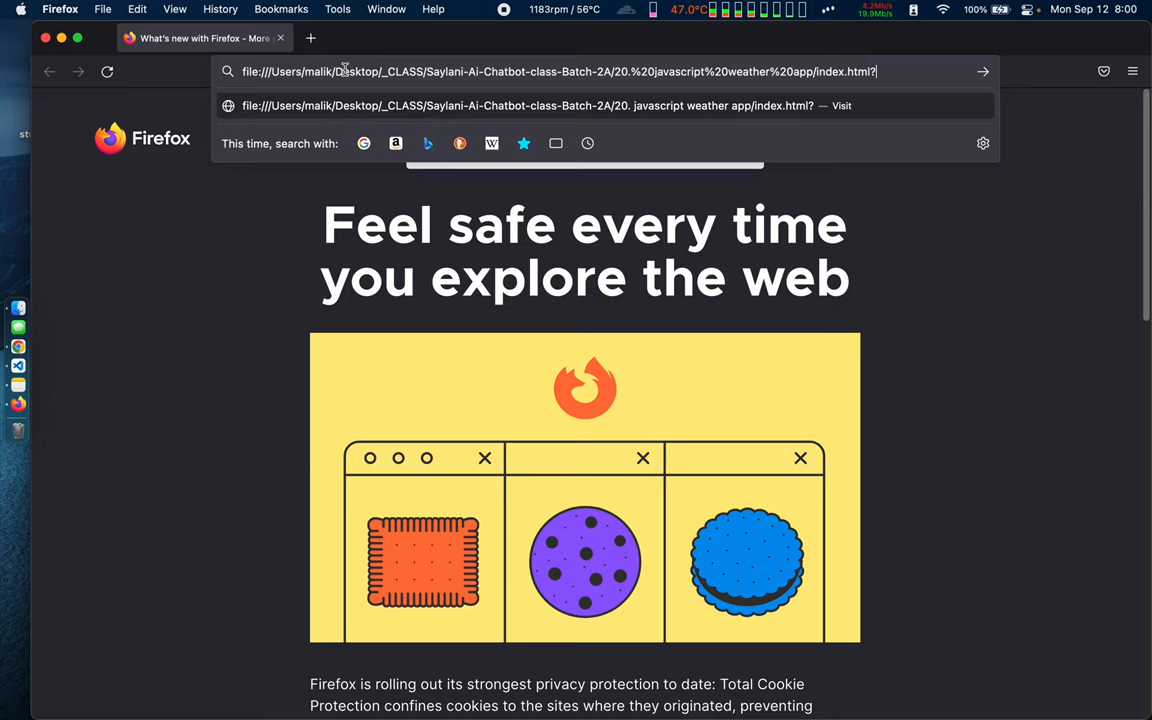 Firefox File Edit View History Bookmarks Tools Window Help 1183rpm / 56°C 47.0°C 4.2Mb/s 19.9Mb/s 100% Mon Sep 12 8:00
What's new with Firefox - More
file:///Users/malik/Desktop/_CLASS/Saylani-Ai-Chatbot-class-Batch-2A/20.%20javascript%20weather%20app/index.html?
file:///Users/malik/Desktop/_CLASS/Saylani-Ai-Chatbot-class-Batch-2A/20. javascript weather app/index.html? — Visit
Firefox
This time, search with:
Feel safe every time
you explore the web
Firefox is rolling out its strongest privacy protection to date: Total Cookie
Protection confines cookies to the sites where they originated, preventing